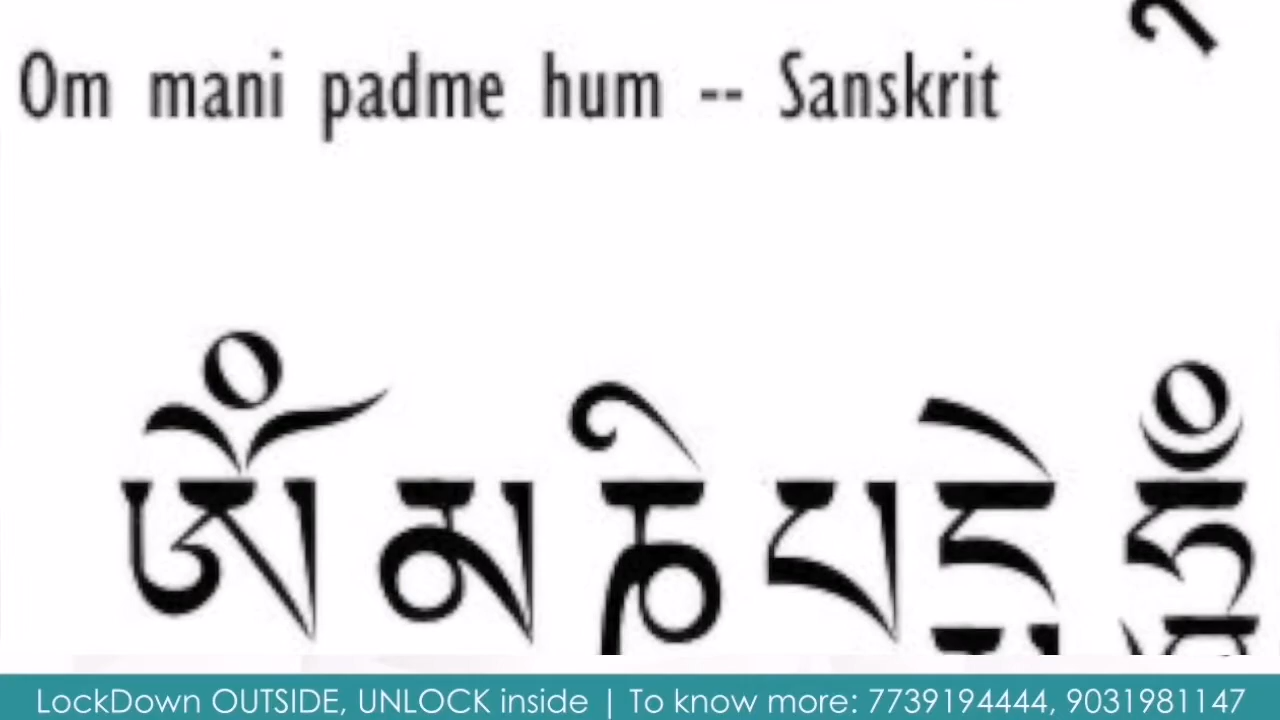 Om mani padme hum -- Sanskrit
ཨོཾ མ ཎི པ དྨེ ཧཱུྃ
LockDown OUTSIDE, UNLOCK inside | To know more: 7739194444, 9031981147